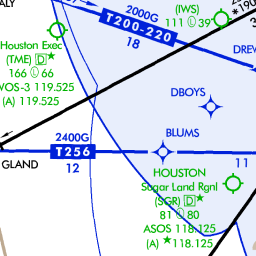 ALY
(IWS)
111 39
2000G
T200-220
18
*190
Houston Exec
(TME) D★
166 66
WOS-3 119.525
(A) 119.525
DREW
DBOYS
BLUMS
2400G
T256
12
11
GLAND
HOUSTON
Sugar Land Rgnl
(SGR) D★
81 80
ASOS 118.125
(A) ★118.125